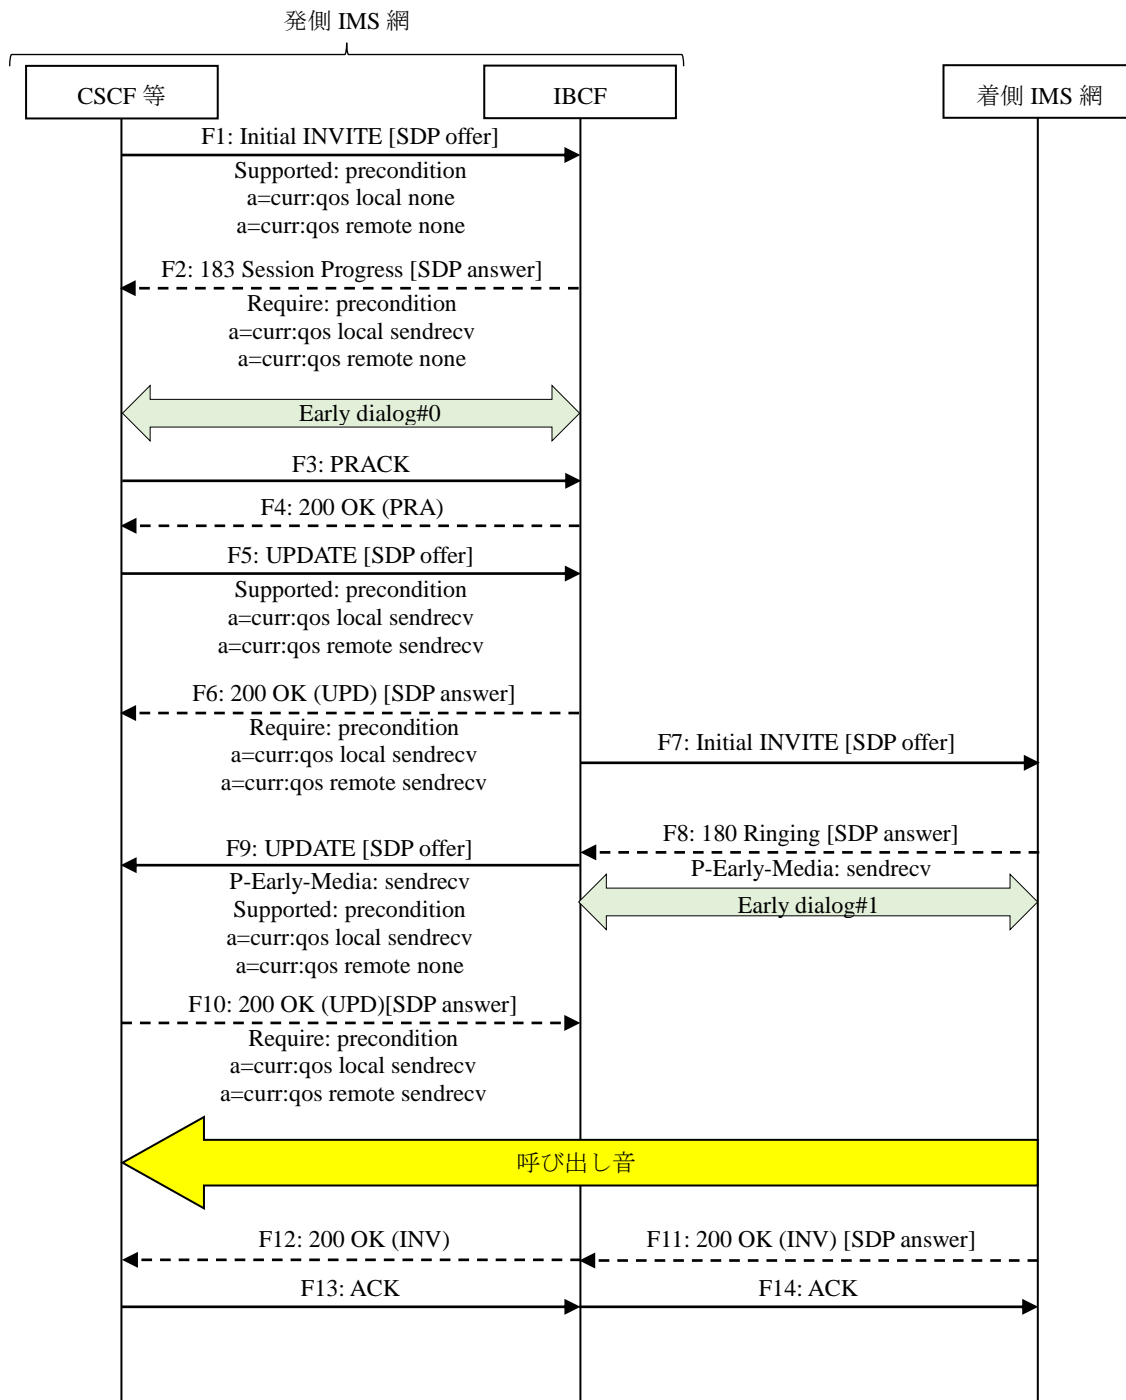 発側 IMS 網
CSCF 等
IBCF
着側 IMS 網
F1: Initial INVITE [SDP offer]
Supported: precondition
a=curr:qos local none
a=curr:qos remote none
F2: 183 Session Progress [SDP answer]
Require: precondition
a=curr:qos local sendrecv
a=curr:qos remote none
Early dialog#0
F3: PRACK
F4: 200 OK (PRA)
F5: UPDATE [SDP offer]
Supported: precondition
a=curr:qos local sendrecv
a=curr:qos remote sendrecv
F6: 200 OK (UPD) [SDP answer]
Require: precondition
a=curr:qos local sendrecv
a=curr:qos remote sendrecv
F7: Initial INVITE [SDP offer]
F8: 180 Ringing [SDP answer]
P-Early-Media: sendrecv
Early dialog#1
F9: UPDATE [SDP offer]
P-Early-Media: sendrecv
Supported: precondition
a=curr:qos local sendrecv
a=curr:qos remote none
F10: 200 OK (UPD)[SDP answer]
Require: precondition
a=curr:qos local sendrecv
a=curr:qos remote sendrecv
呼び出し音
F12: 200 OK (INV)
F11: 200 OK (INV) [SDP answer]
F13: ACK
F14: ACK